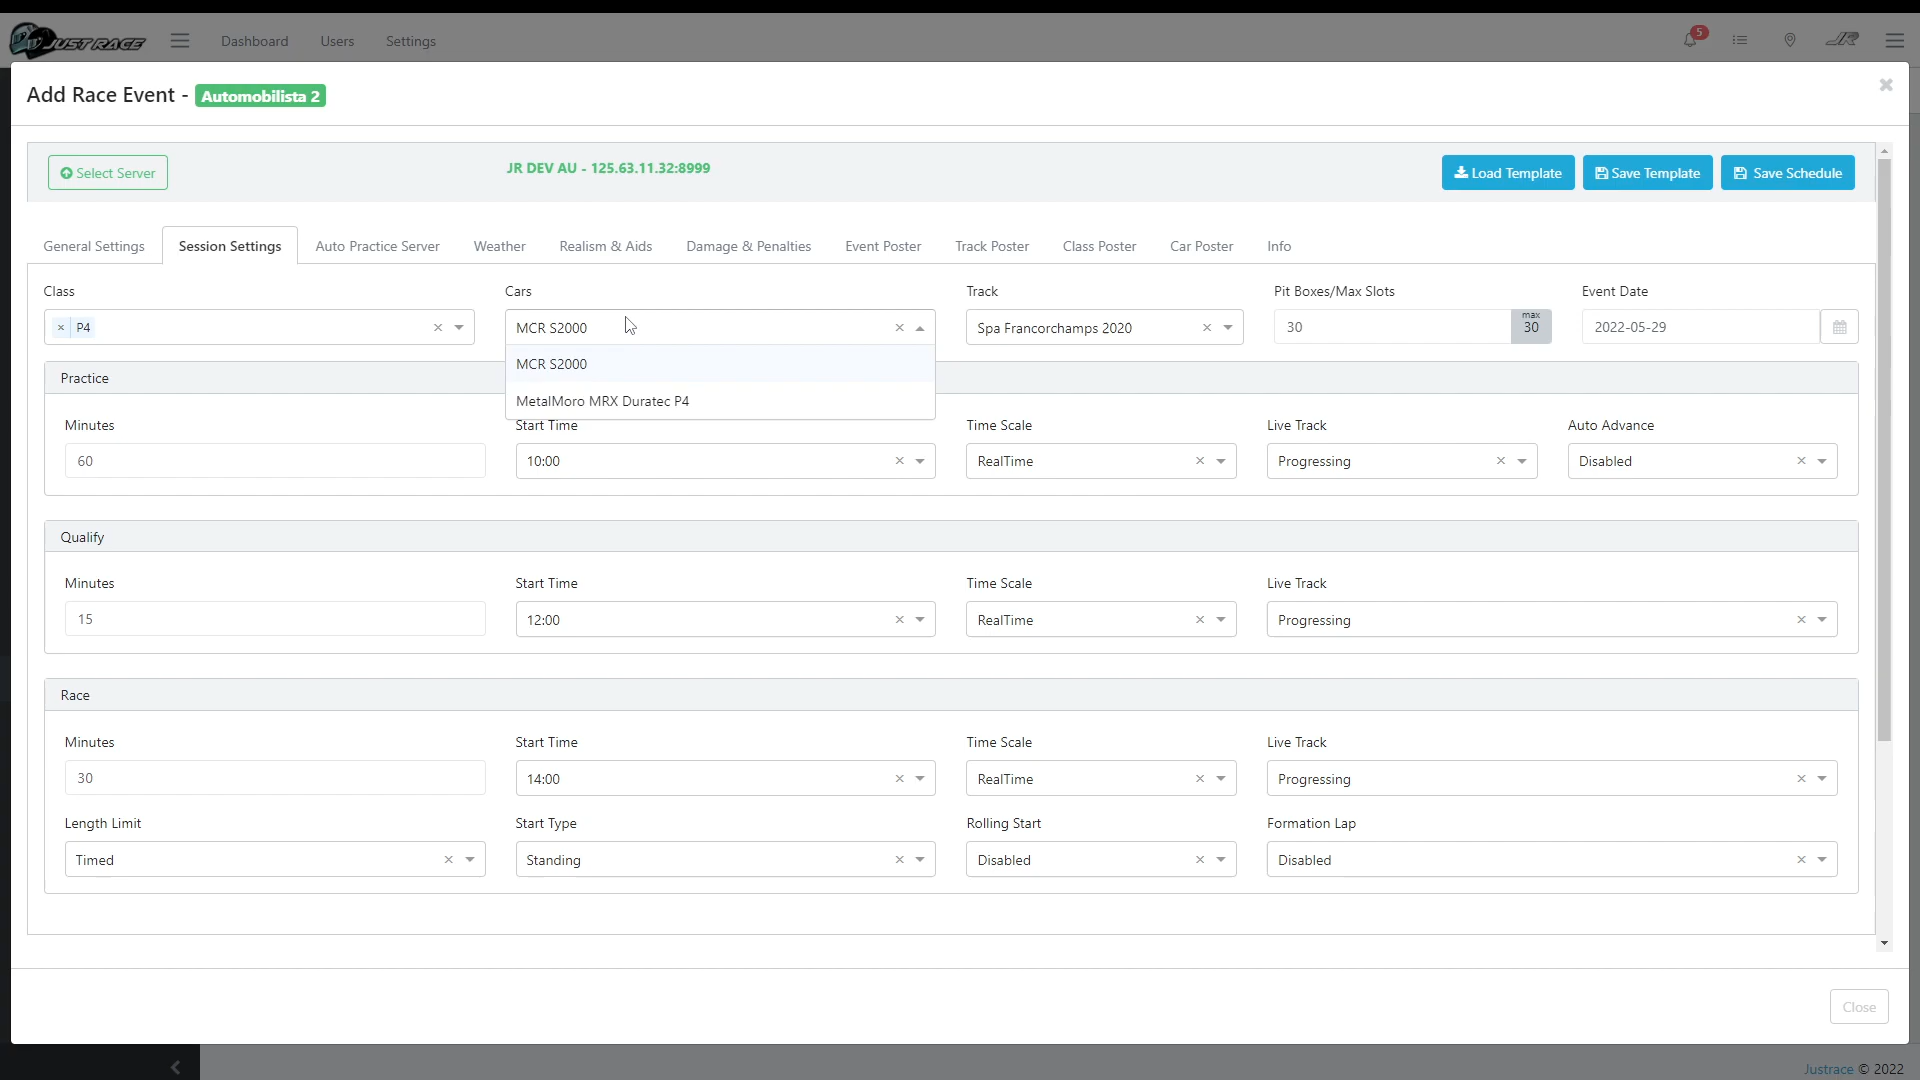 JUST RACE
Dashboard Users Settings 5 JR
Add Race Event - Automobilista 2
Select Server JR DEV AU - 125.63.11.32:8999 Load Template Save Template Save Schedule
General Settings Session Settings Auto Practice Server Weather Realism & Aids Damage & Penalties Event Poster Track Poster Class Poster Car Poster Info
Class Cars Track Pit Boxes/Max Slots Event Date
× P4 × MCR S2000 × Spa Francorchamps 2020 × 30 max 30 2022-05-29
MCR S2000
Practice
MetalMoro MRX Duratec P4
Minutes Start Time Time Scale Live Track Auto Advance
60 10:00 × RealTime × Progressing × Disabled ×
Qualify
Minutes Start Time Time Scale Live Track
15 12:00 × RealTime × Progressing ×
Race
Minutes Start Time Time Scale Live Track
30 14:00 × RealTime × Progressing ×
Length Limit Start Type Rolling Start Formation Lap
Timed × Standing × Disabled × Disabled ×
Close
Justrace © 2022